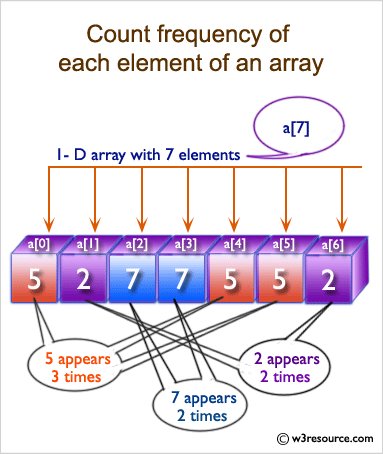 Count frequency of
each element of an array
a[7]
1- D array with 7 elements
a[0] a[1] a[2] a[3] a[4] a[5] a[6]
5 2 7 7 5 5 2
5 appears
3 times
2 appears
2 times
7 appears
2 times
© w3resource.com